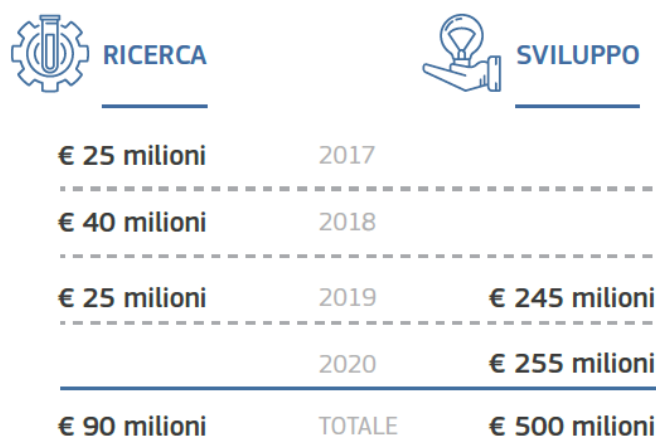 RICERCA SVILUPPO
€ 25 milioni 2017
€ 40 milioni 2018
€ 25 milioni 2019 € 245 milioni
2020 € 255 milioni
€ 90 milioni TOTALE € 500 milioni